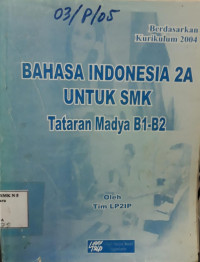 03/P/05
Berdasarkan
Kurikulum 2004
BAHASA INDONESIA 2A
UNTUK SMK
Tataran Madya B1-B2
Oleh
Tim LP2IP